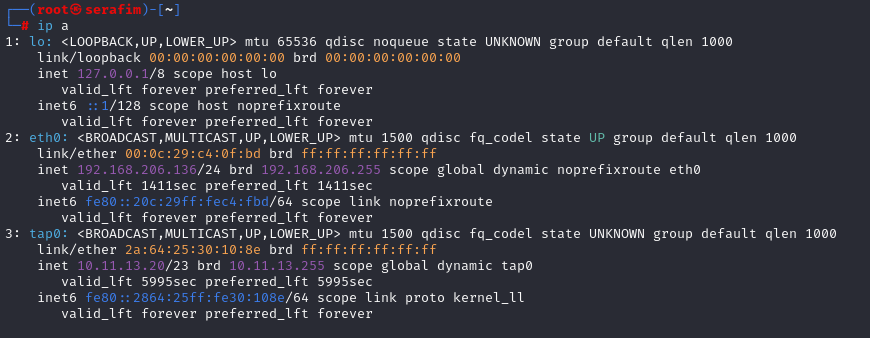 ┌──(root㉿serafim)-[~]
└─# ip a
1: lo: <LOOPBACK,UP,LOWER_UP> mtu 65536 qdisc noqueue state UNKNOWN group default qlen 1000
    link/loopback 00:00:00:00:00:00 brd 00:00:00:00:00:00
    inet 127.0.0.1/8 scope host lo
       valid_lft forever preferred_lft forever
    inet6 ::1/128 scope host noprefixroute
       valid_lft forever preferred_lft forever
2: eth0: <BROADCAST,MULTICAST,UP,LOWER_UP> mtu 1500 qdisc fq_codel state UP group default qlen 1000
    link/ether 00:0c:29:c4:0f:bd brd ff:ff:ff:ff:ff:ff
    inet 192.168.206.136/24 brd 192.168.206.255 scope global dynamic noprefixroute eth0
       valid_lft 1411sec preferred_lft 1411sec
    inet6 fe80::20c:29ff:fec4:fbd/64 scope link noprefixroute
       valid_lft forever preferred_lft forever
3: tap0: <BROADCAST,MULTICAST,UP,LOWER_UP> mtu 1500 qdisc fq_codel state UNKNOWN group default qlen 1000
    link/ether 2a:64:25:30:10:8e brd ff:ff:ff:ff:ff:ff
    inet 10.11.13.20/23 brd 10.11.13.255 scope global dynamic tap0
       valid_lft 5995sec preferred_lft 5995sec
    inet6 fe80::2864:25ff:fe30:108e/64 scope link proto kernel_ll
       valid_lft forever preferred_lft forever